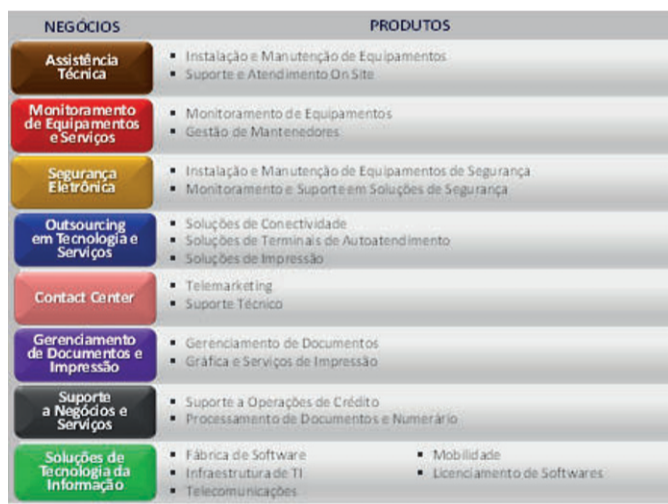 NEGÓCIOS PRODUTOS
Assistência
Técnica
▪ Instalação e Manutenção de Equipamentos
▪ Suporte e Atendimento On Site
Monitoramento
de Equipamentos
e Serviços
▪ Monitoramento de Equipamentos
▪ Gestão de Mantenedores
Segurança
Eletrônica
▪ Instalação e Manutenção de Equipamentos de Segurança
▪ Monitoramento e Suporte em Soluções de Segurança
Outsourcing
em Tecnologia e
Serviços
▪ Soluções de Conectividade
▪ Soluções de Terminais de Autoatendimento
▪ Soluções de Impressão
Contact Center
▪ Telemarketing
▪ Suporte Técnico
Gerenciamento
de Documentos e
Impressão
▪ Gerenciamento de Documentos
▪ Gráfica e Serviços de Impressão
Suporte
a Negócios e
Serviços
▪ Suporte a Operações de Crédito
▪ Processamento de Documentos e Numerário
Soluções de
Tecnologia da
Informação
▪ Fábrica de Software
▪ Infraestrutura de TI
▪ Telecomunicações
▪ Mobilidade
▪ Licenciamento de Softwares